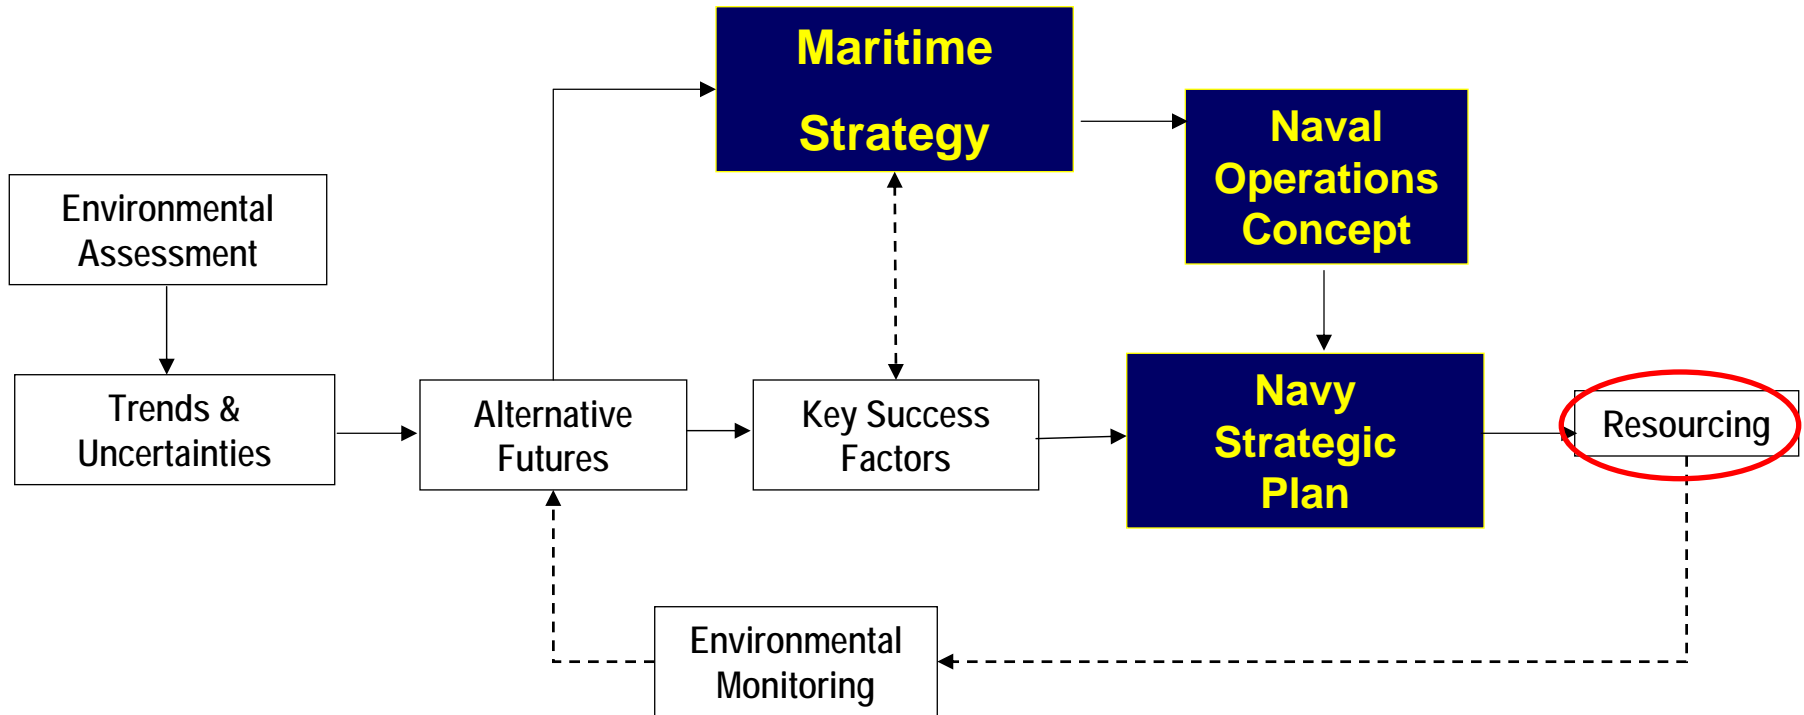 Maritime
Strategy
Naval
Operations
Concept
Environmental
Assessment
Trends &
Uncertainties
Alternative
Futures
Key Success
Factors
Navy
Strategic
Plan
Resourcing
Environmental
Monitoring